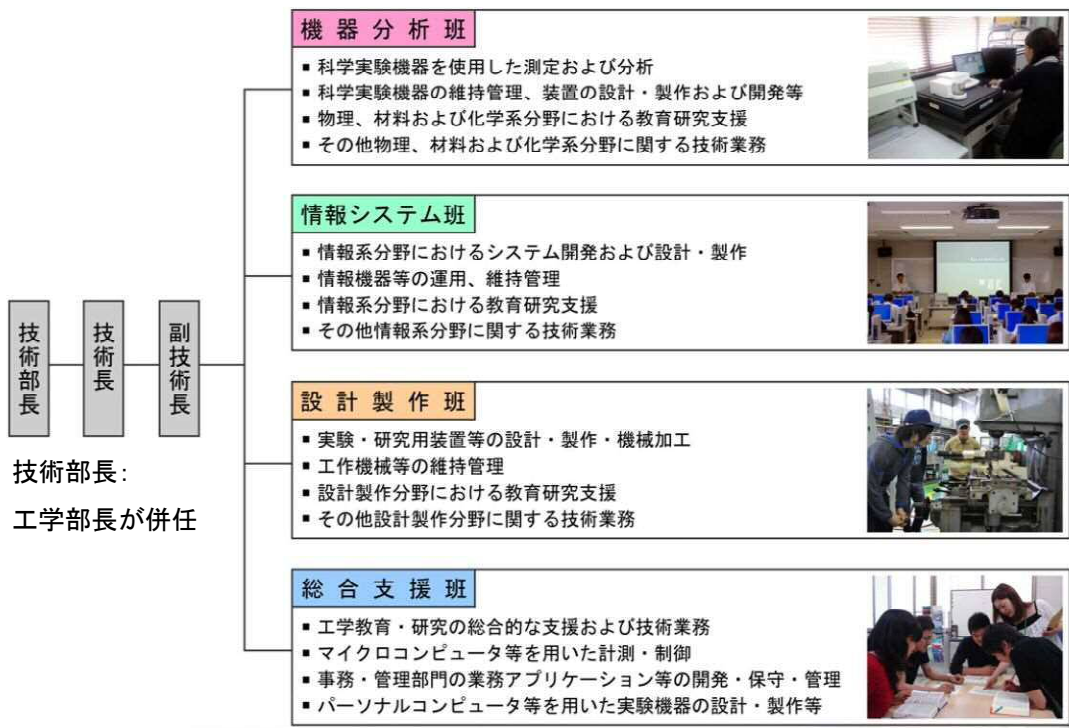 機器分析班
▪ 科学実験機器を使用した測定および分析
▪ 科学実験機器の維持管理、装置の設計・製作および開発等
▪ 物理、材料および化学系分野における教育研究支援
▪ その他物理、材料および化学系分野に関する技術業務
情報システム班
▪ 情報系分野におけるシステム開発および設計・製作
▪ 情報機器等の運用、維持管理
▪ 情報系分野における教育研究支援
▪ その他情報系分野に関する技術業務
技術部長
技術長
副技術長
技術部長：
工学部長が併任
設計製作班
▪ 実験・研究用装置等の設計・製作・機械加工
▪ 工作機械等の維持管理
▪ 設計製作分野における教育研究支援
▪ その他設計製作分野に関する技術業務
総合支援班
▪ 工学教育・研究の総合的な支援および技術業務
▪ マイクロコンピュータ等を用いた計測・制御
▪ 事務・管理部門の業務アプリケーション等の開発・保守・管理
▪ パーソナルコンピュータ等を用いた実験機器の設計・製作等